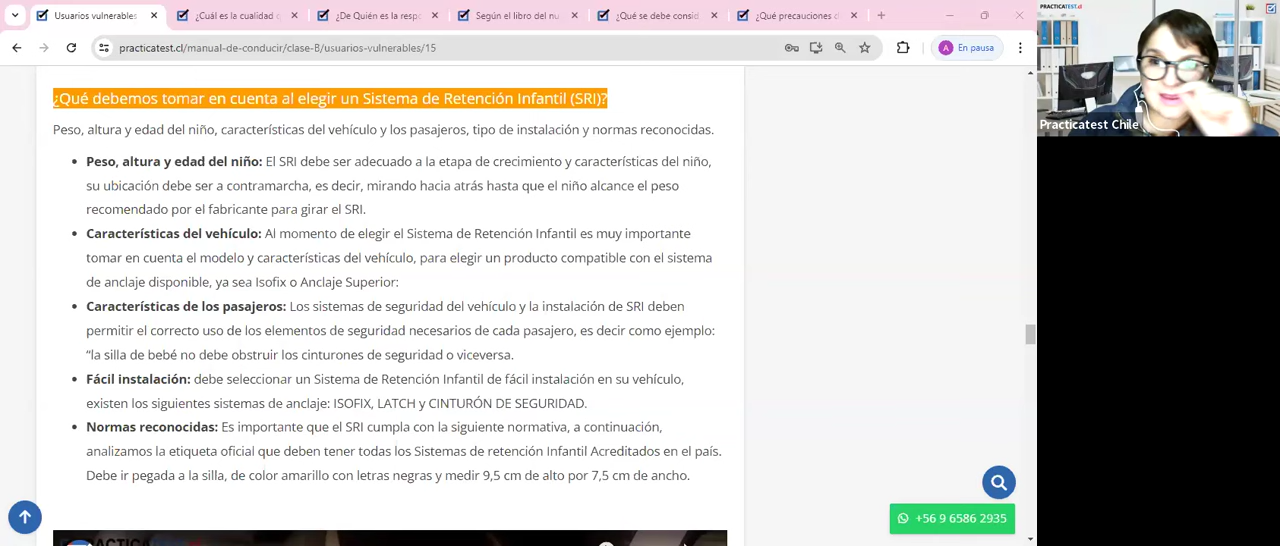 Usuarios vulnerables
¿Cuál es la cualidad
¿De Quién es la resp
Según el libro del nu
¿Qué se debe consid
¿Qué precauciones d
practicatest.cl/manual-de-conducir/clase-B/usuarios-vulnerables/15
A En pausa
PRACTICATEST.cl
Practicatest Chile
¿Qué debemos tomar en cuenta al elegir un Sistema de Retención Infantil (SRI)?
Peso, altura y edad del niño, características del vehículo y los pasajeros, tipo de instalación y normas reconocidas.
• Peso, altura y edad del niño: El SRI debe ser adecuado a la etapa de crecimiento y características del niño,
su ubicación debe ser a contramarcha, es decir, mirando hacia atrás hasta que el niño alcance el peso
recomendado por el fabricante para girar el SRI.
• Características del vehículo: Al momento de elegir el Sistema de Retención Infantil es muy importante
tomar en cuenta el modelo y características del vehículo, para elegir un producto compatible con el sistema
de anclaje disponible, ya sea Isofix o Anclaje Superior:
• Características de los pasajeros: Los sistemas de seguridad del vehículo y la instalación de SRI deben
permitir el correcto uso de los elementos de seguridad necesarios de cada pasajero, es decir como ejemplo:
“la silla de bebé no debe obstruir los cinturones de seguridad o viceversa.
• Fácil instalación: debe seleccionar un Sistema de Retención Infantil de fácil instalación en su vehículo,
existen los siguientes sistemas de anclaje: ISOFIX, LATCH y CINTURÓN DE SEGURIDAD.
• Normas reconocidas: Es importante que el SRI cumpla con la siguiente normativa, a continuación,
analizamos la etiqueta oficial que deben tener todas los Sistemas de retención Infantil Acreditados en el país.
Debe ir pegada a la silla, de color amarillo con letras negras y medir 9,5 cm de alto por 7,5 cm de ancho.
+56 9 6586 2935